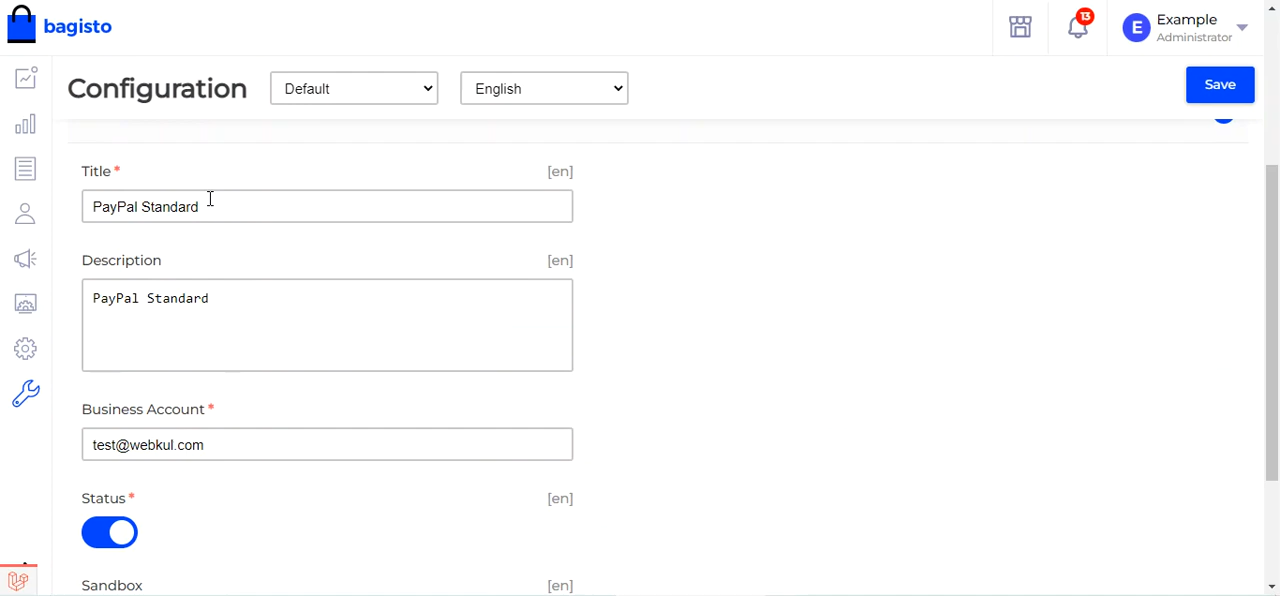 bagisto
13
E
Example
Administrator
Configuration
Default
English
Save
Title *
[en]
PayPal Standard
Description
[en]
PayPal Standard
Business Account *
test@webkul.com
Status *
[en]
Sandbox
[en]